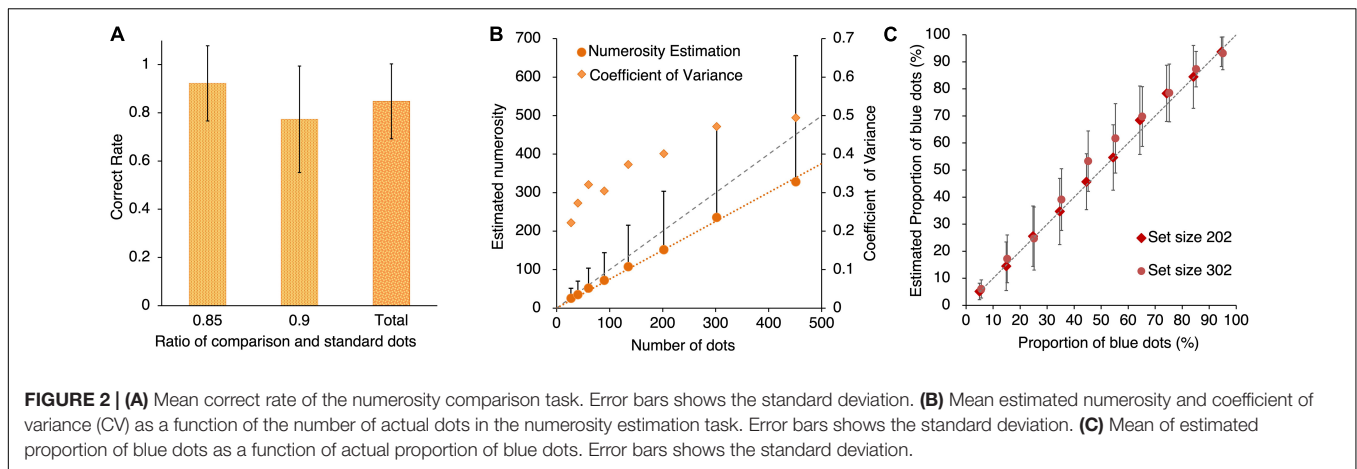 A
Correct Rate
1
0.8
0.6
0.4
0.2
0
0.85 0.9 Total
Ratio of comparison and standard dots
B
Estimated numerosity
700
600
500
400
300
200
100
0
Numerosity Estimation
Coefficient of Variance
0.7
0.6
0.5
0.4
0.3
0.2
0.1
0
Coefficient of Variance
0 100 200 300 400 500
Number of dots
C
Estimated Proportion of blue dots (%)
100
90
80
70
60
50
40
30
20
10
0
Set size 202
Set size 302
0 10 20 30 40 50 60 70 80 90 100
Proportion of blue dots (%)
FIGURE 2 | (A) Mean correct rate of the numerosity comparison task. Error bars shows the standard deviation. (B) Mean estimated numerosity and coefficient of
variance (CV) as a function of the number of actual dots in the numerosity estimation task. Error bars shows the standard deviation. (C) Mean of estimated
proportion of blue dots as a function of actual proportion of blue dots. Error bars shows the standard deviation.